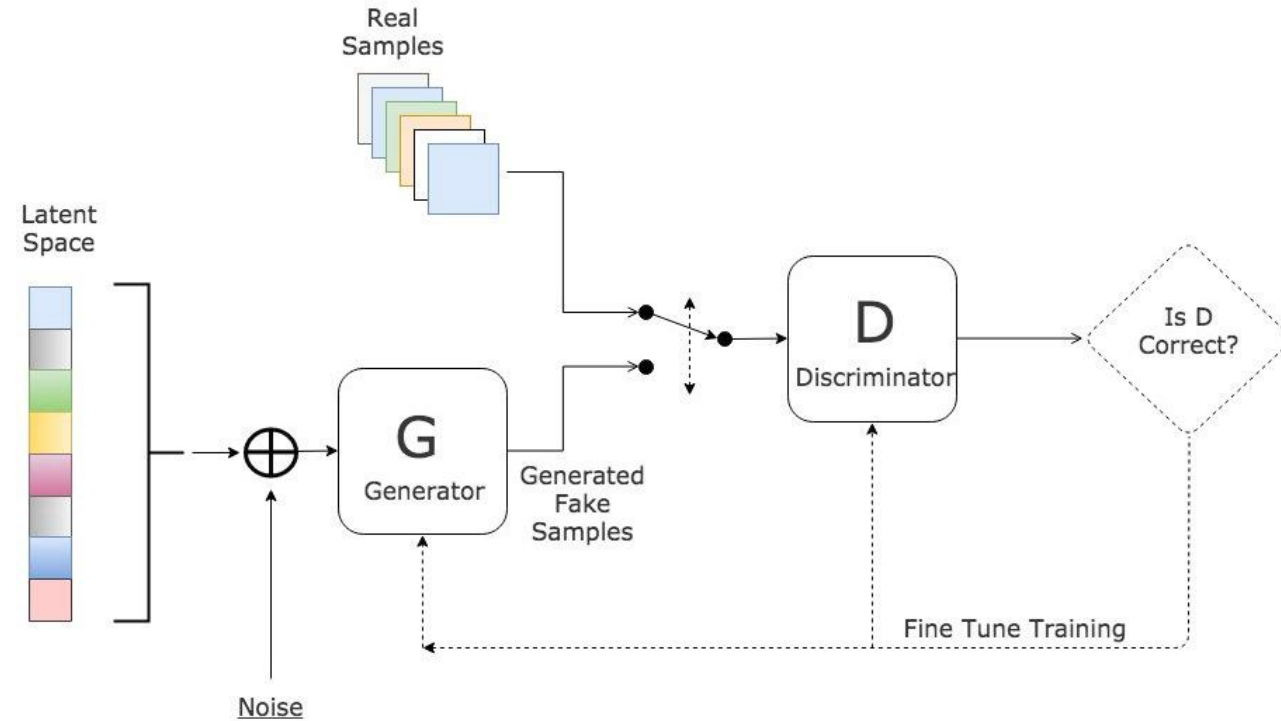 Real
Samples
Latent
Space
G
Generator
Generated
Fake
Samples
D
Discriminator
Is D
Correct?
Fine Tune Training
Noise